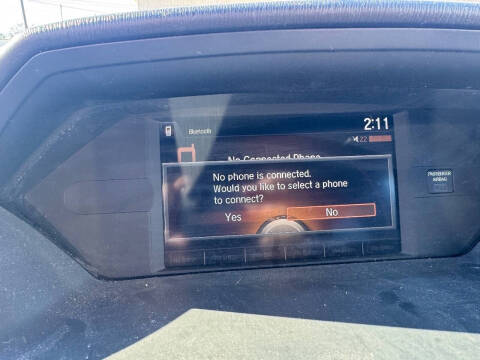 2:11
Bluetooth
22
No Connected Phone
No phone is connected.
Would you like to select a phone
to connect?
Yes
No
PASSENGER
AIRBAG